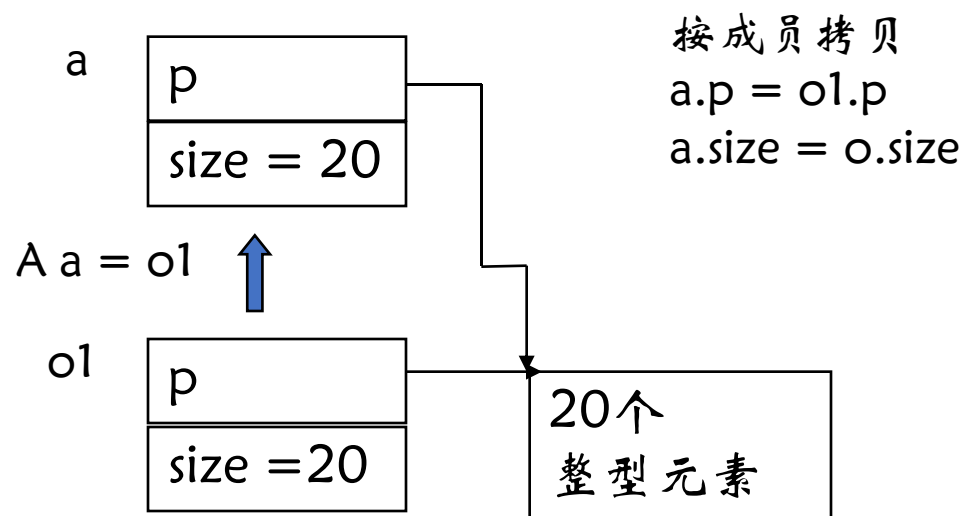 a
p
size = 20
按成员拷贝
a.p = o1.p
a.size = o.size
A a = o1
o1
p
size =20
20个
整型元素